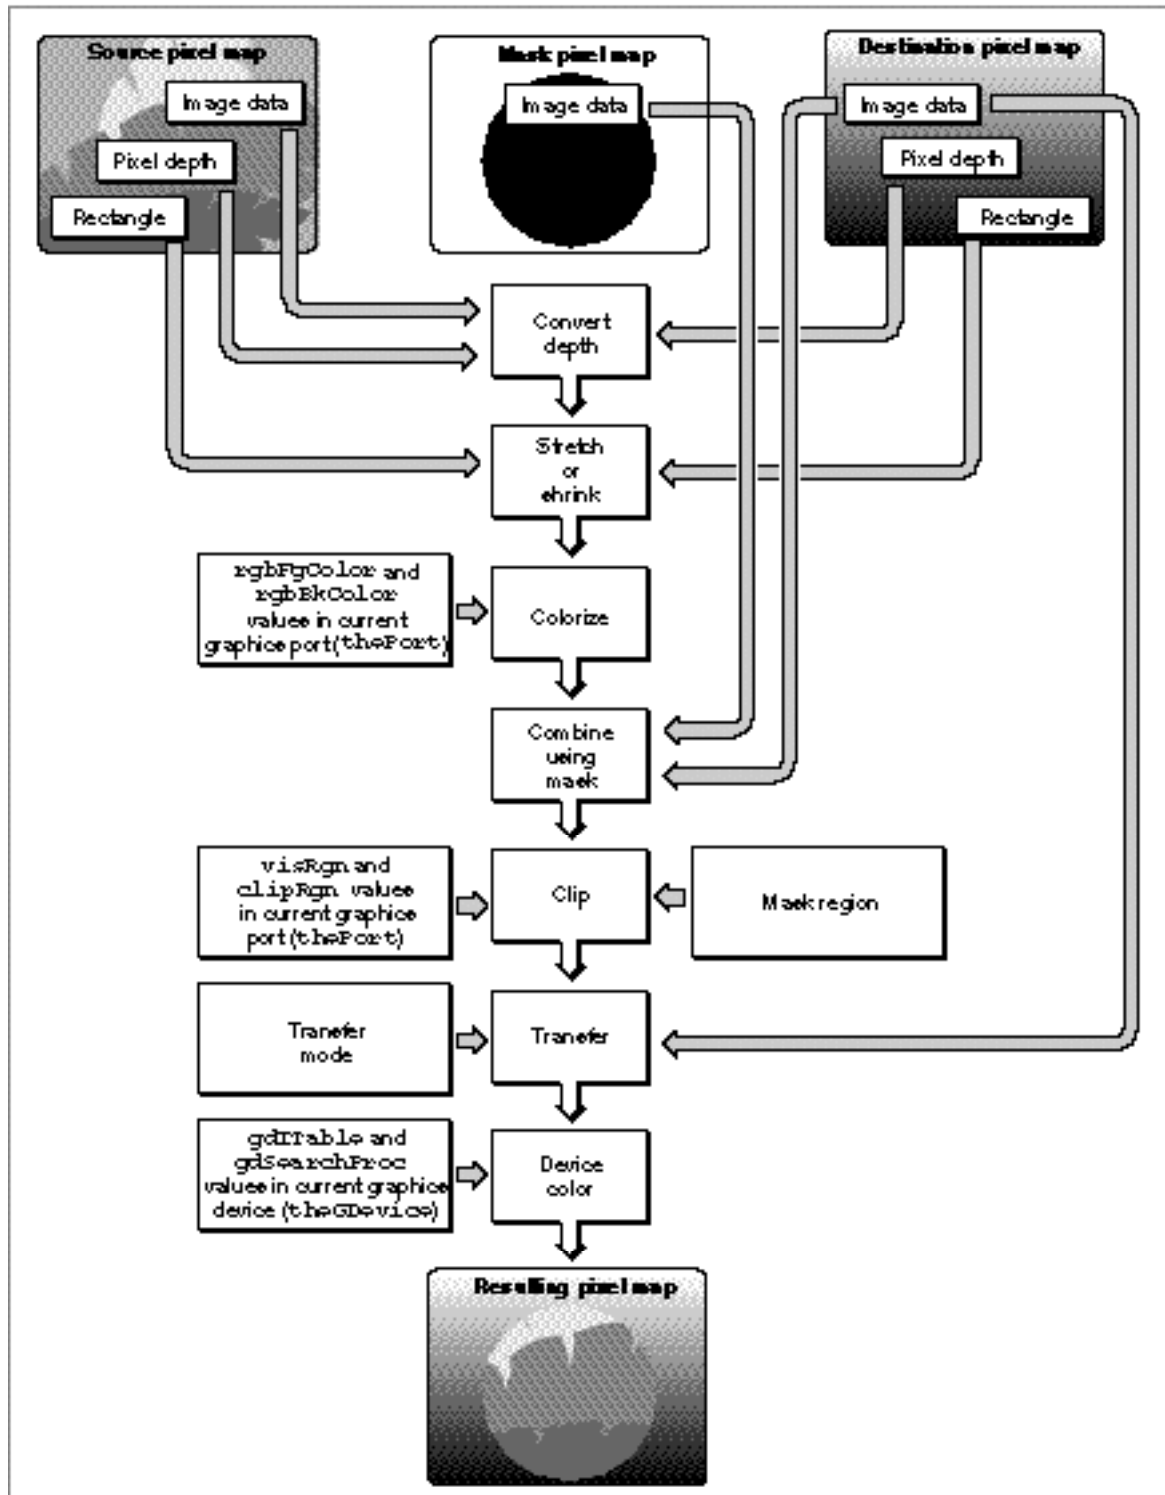 Source pixel map
Image data
Pixel depth
Rectangle
Mask pixel map
Image data
Destination pixel map
Image data
Pixel depth
Rectangle
Convert
depth
Stretch
or
shrink
rgbFgColor and
rgbBkColor
values in current
graphics port (thePort)
Colorize
Combine
using
mask
visRgn and
clipRgn values
in current graphics
port (thePort)
Clip
Mask region
Transfer
mode
Transfer
gdITable and
gdSearchProc
values in current graphics
device (theGDevice)
Device
color
Resulting pixel map